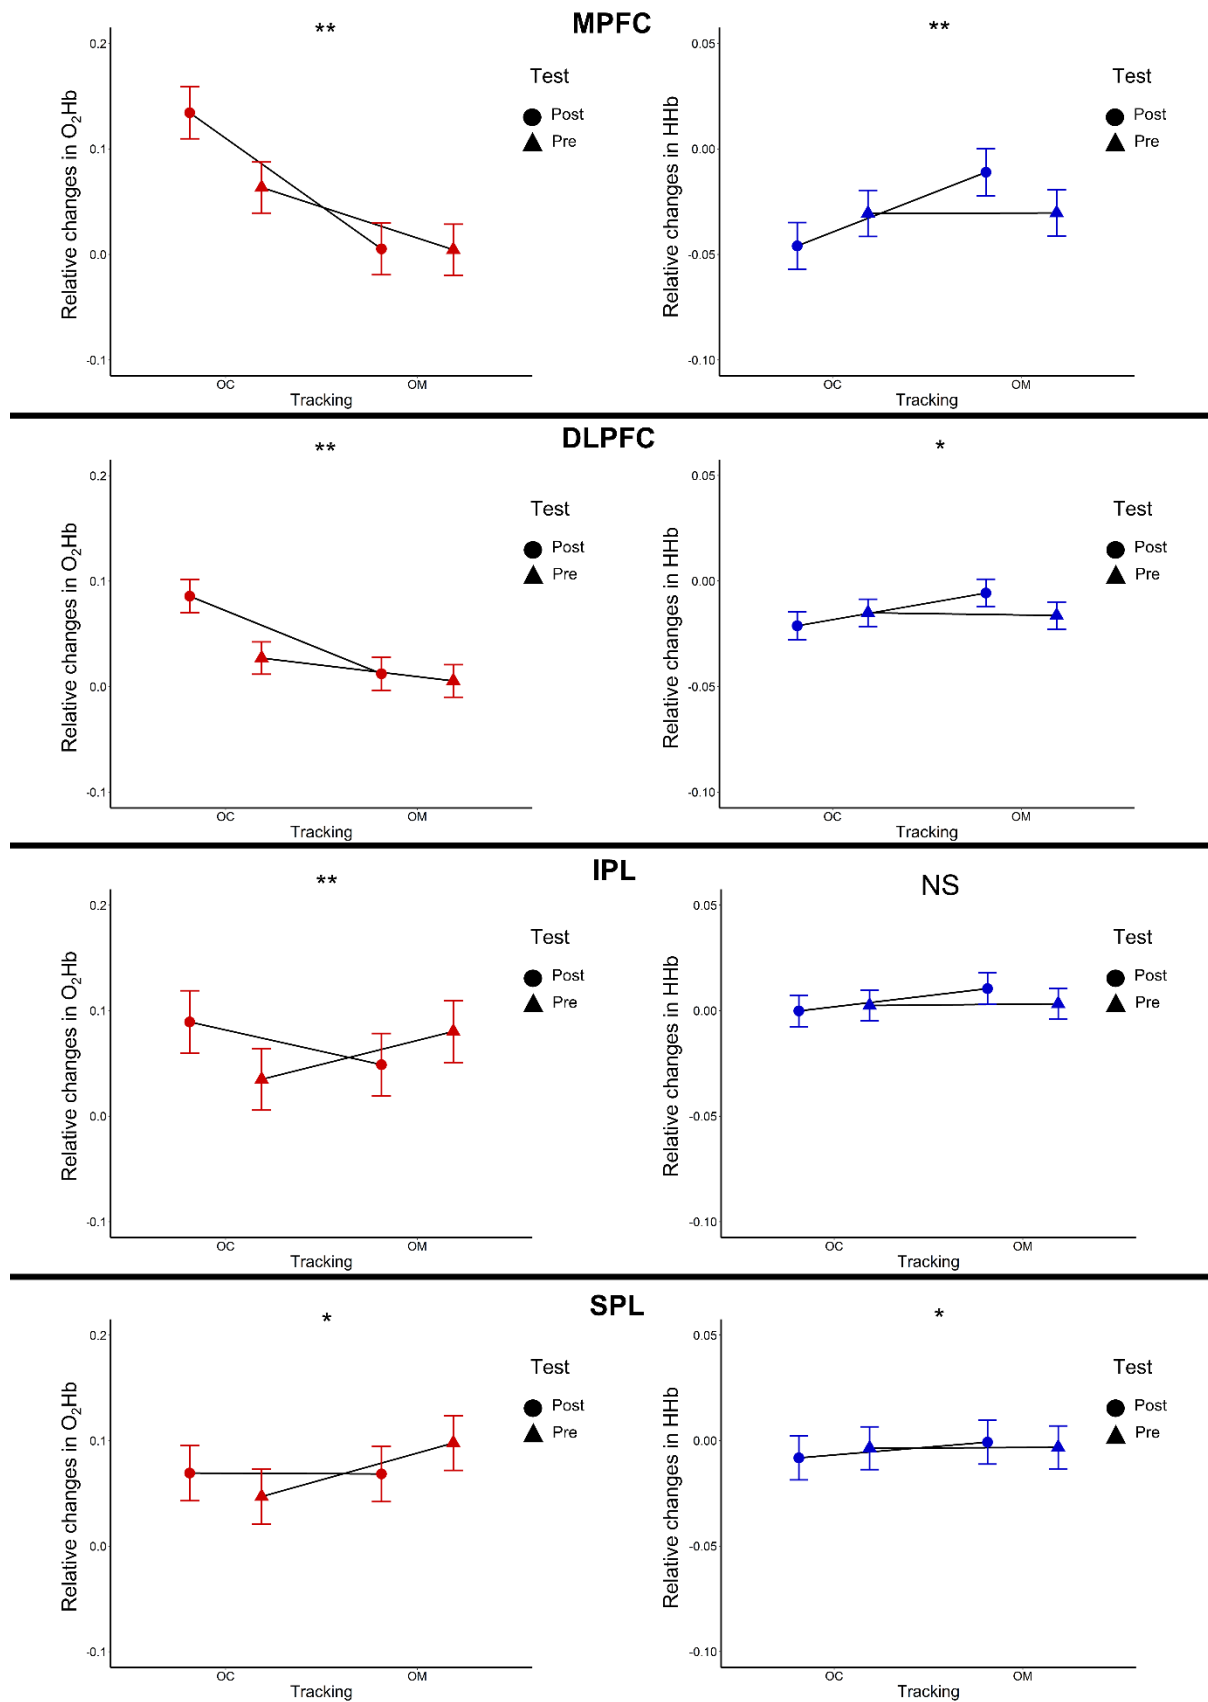 MPFC
**
Relative changes in O₂Hb
0.2
0.1
0.0
-0.1
OC
OM
Tracking
Test
Post
Pre
**
Relative changes in HHb
0.05
0.00
-0.05
-0.10
OC
OM
Tracking
Test
Post
Pre
DLPFC
**
Relative changes in O₂Hb
0.2
0.1
0.0
-0.1
OC
OM
Tracking
Test
Post
Pre
*
Relative changes in HHb
0.05
0.00
-0.05
-0.10
OC
OM
Tracking
Test
Post
Pre
IPL
**
Relative changes in O₂Hb
0.2
0.1
0.0
-0.1
OC
OM
Tracking
Test
Post
Pre
NS
Relative changes in HHb
0.05
0.00
-0.05
-0.10
OC
OM
Tracking
Test
Post
Pre
SPL
*
Relative changes in O₂Hb
0.2
0.1
0.0
-0.1
OC
OM
Tracking
Test
Post
Pre
*
Relative changes in HHb
0.05
0.00
-0.05
-0.10
OC
OM
Tracking
Test
Post
Pre